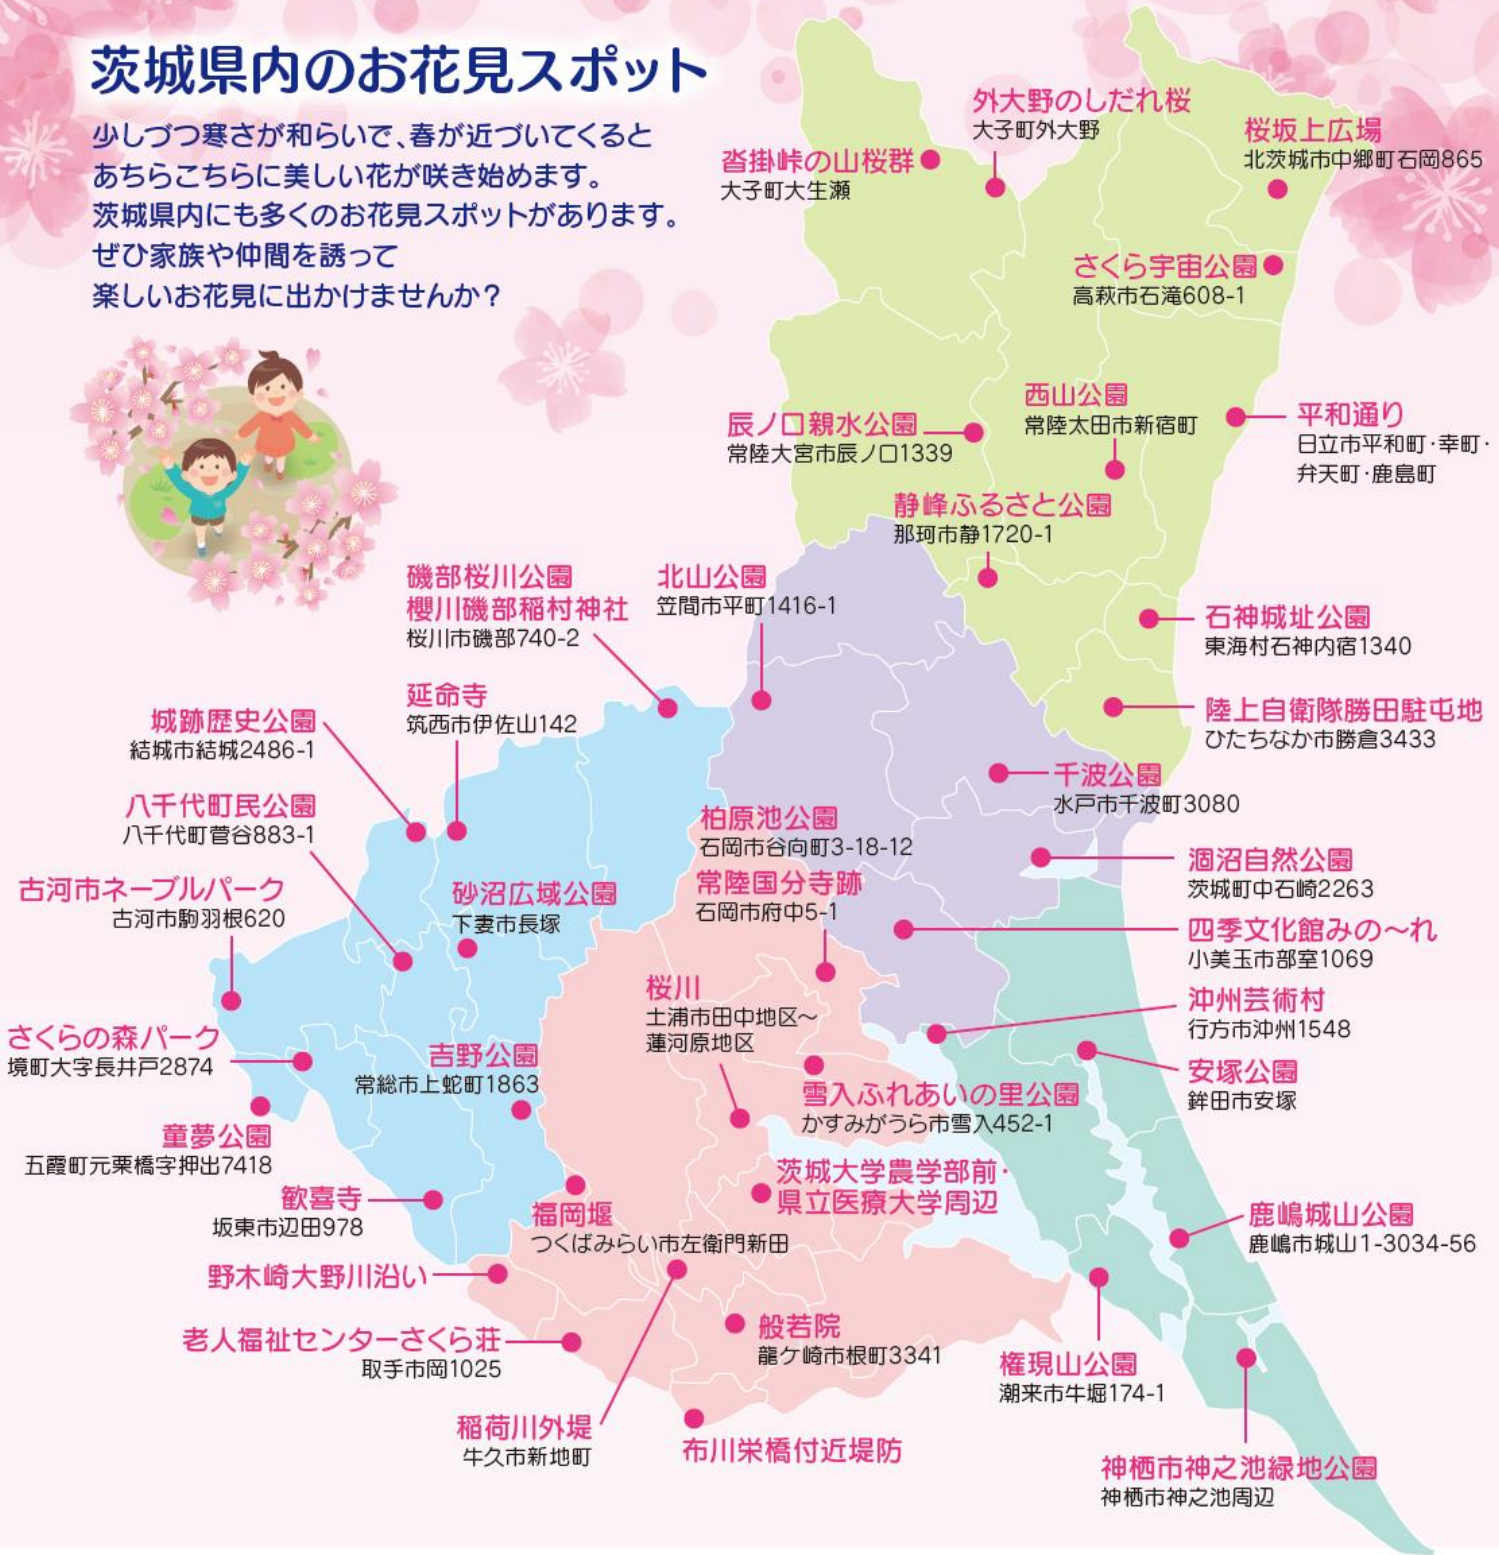 茨城県内のお花見スポット
少しづつ寒さが和らいで、春が近づいてくると
あちらこちらに美しい花が咲き始めます。
茨城県内にも多くのお花見スポットがあります。
ぜひ家族や仲間を誘って
楽しいお花見に出かけませんか?
外大野のしだれ桜
大子町外大野
沓掛峠の山桜群
大子町大生瀬
桜坂上広場
北茨城市中郷町石岡865
さくら宇宙公園
高萩市石滝608-1
西山公園
常陸太田市新宿町
平和通り
日立市平和町・幸町・
弁天町・鹿島町
辰ノ口親水公園
常陸大宮市辰ノ口1339
静峰ふるさと公園
那珂市静1720-1
磯部桜川公園
櫻川磯部稲村神社
桜川市磯部740-2
北山公園
笠間市平町1416-1
石神城址公園
東海村石神内宿1340
延命寺
筑西市伊佐山142
城跡歴史公園
結城市結城2486-1
陸上自衛隊勝田駐屯地
ひたちなか市勝倉3433
千波公園
水戸市千波町3080
八千代町民公園
八千代町菅谷883-1
柏原池公園
石岡市谷向町3-18-12
涸沼自然公園
茨城町中石崎2263
古河市ネーブルパーク
古河市駒羽根620
砂沼広域公園
下妻市長塚
常陸国分寺跡
石岡市府中5-1
四季文化館みの〜れ
小美玉市部室1069
桜川
土浦市田中地区〜
蓮河原地区
沖州芸術村
行方市沖州1548
さくらの森パーク
境町大字長井戸2874
吉野公園
常総市上蛇町1863
雪入ふれあいの里公園
かすみがうら市雪入452-1
安塚公園
鉾田市安塚
童夢公園
五霞町元栗橋字押出7418
茨城大学農学部前・
県立医療大学周辺
歓喜寺
坂東市辺田978
福岡堰
つくばみらい市左衛門新田
鹿嶋城山公園
鹿嶋市城山1-3034-56
野木崎大野川沿い
老人福祉センターさくら荘
取手市岡1025
般若院
龍ケ崎市根町3341
権現山公園
潮来市牛堀174-1
稲荷川外堤
牛久市新地町
布川栄橋付近堤防
神栖市神之池緑地公園
神栖市神之池周辺